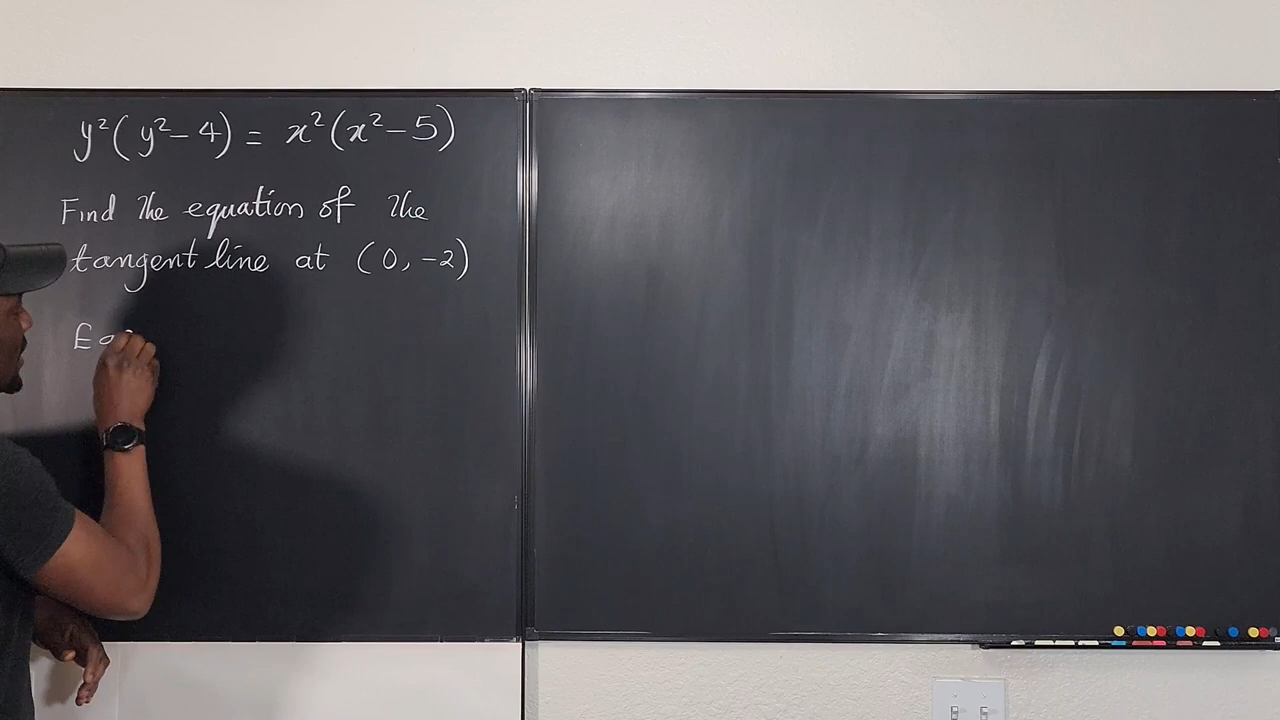 y²(y²-4) = x²(x²-5)
Find the equation of the
tangent line at (0, -2)